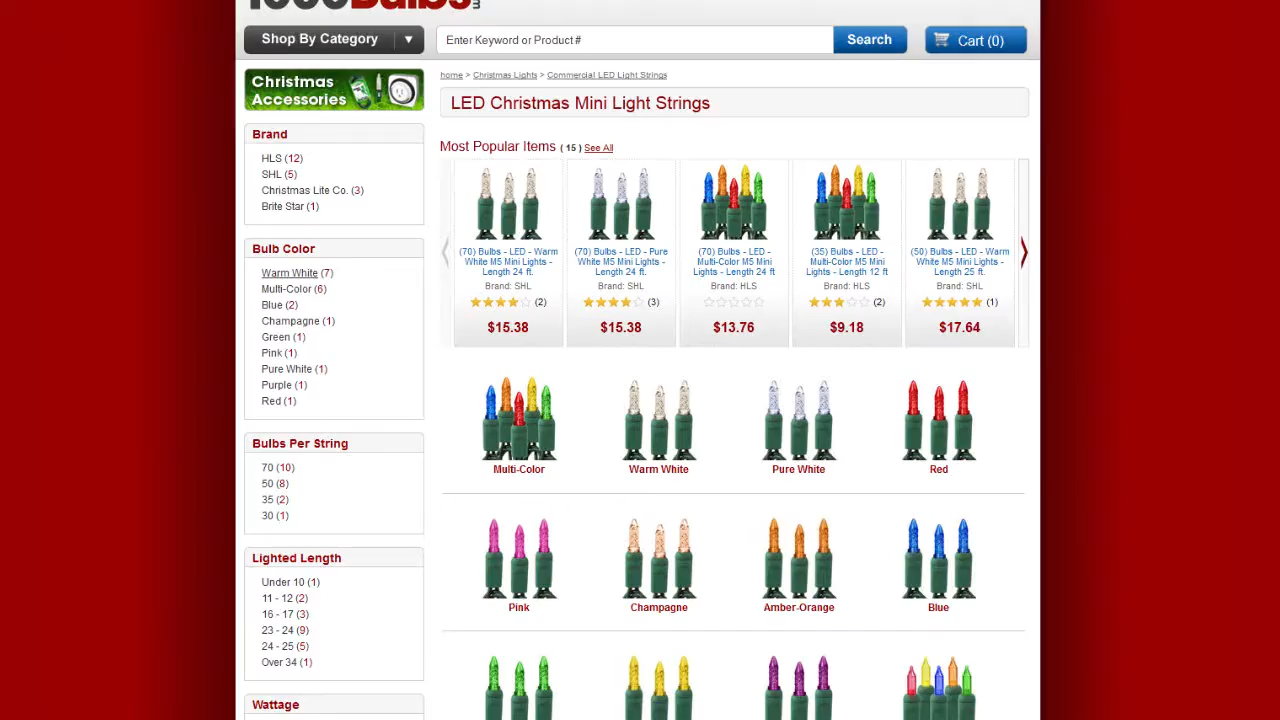 1000Bulbs
Shop By Category ▼
Enter Keyword or Product #
Search
Cart (0)
Christmas
Accessories
home > Christmas Lights > Commercial LED Light Strings
LED Christmas Mini Light Strings
Brand
HLS (12)
SHL (5)
Christmas Lite Co. (3)
Brite Star (1)
Bulb Color
Warm White (7)
Multi-Color (6)
Blue (2)
Champagne (1)
Green (1)
Pink (1)
Pure White (1)
Purple (1)
Red (1)
Bulbs Per String
70 (10)
50 (8)
35 (2)
30 (1)
Lighted Length
Under 10 (1)
11 - 12 (2)
16 - 17 (3)
23 - 24 (9)
24 - 25 (5)
Over 34 (1)
Wattage
Most Popular Items ( 15 ) See All
(70) Bulbs - LED - Warm
White M5 Mini Lights -
Length 24 ft.
Brand: SHL
(2)
$15.38
(70) Bulbs - LED - Pure
White M5 Mini Lights -
Length 24 ft.
Brand: SHL
(3)
$15.38
(70) Bulbs - LED -
Multi-Color M5 Mini
Lights - Length 24 ft
Brand: HLS
$13.76
(35) Bulbs - LED -
Multi-Color M5 Mini
Lights - Length 12 ft
Brand: HLS
(2)
$9.18
(50) Bulbs - LED - Warm
White M5 Mini Lights -
Length 25 ft.
Brand: SHL
(1)
$17.64
Multi-Color
Warm White
Pure White
Red
Pink
Champagne
Amber-Orange
Blue